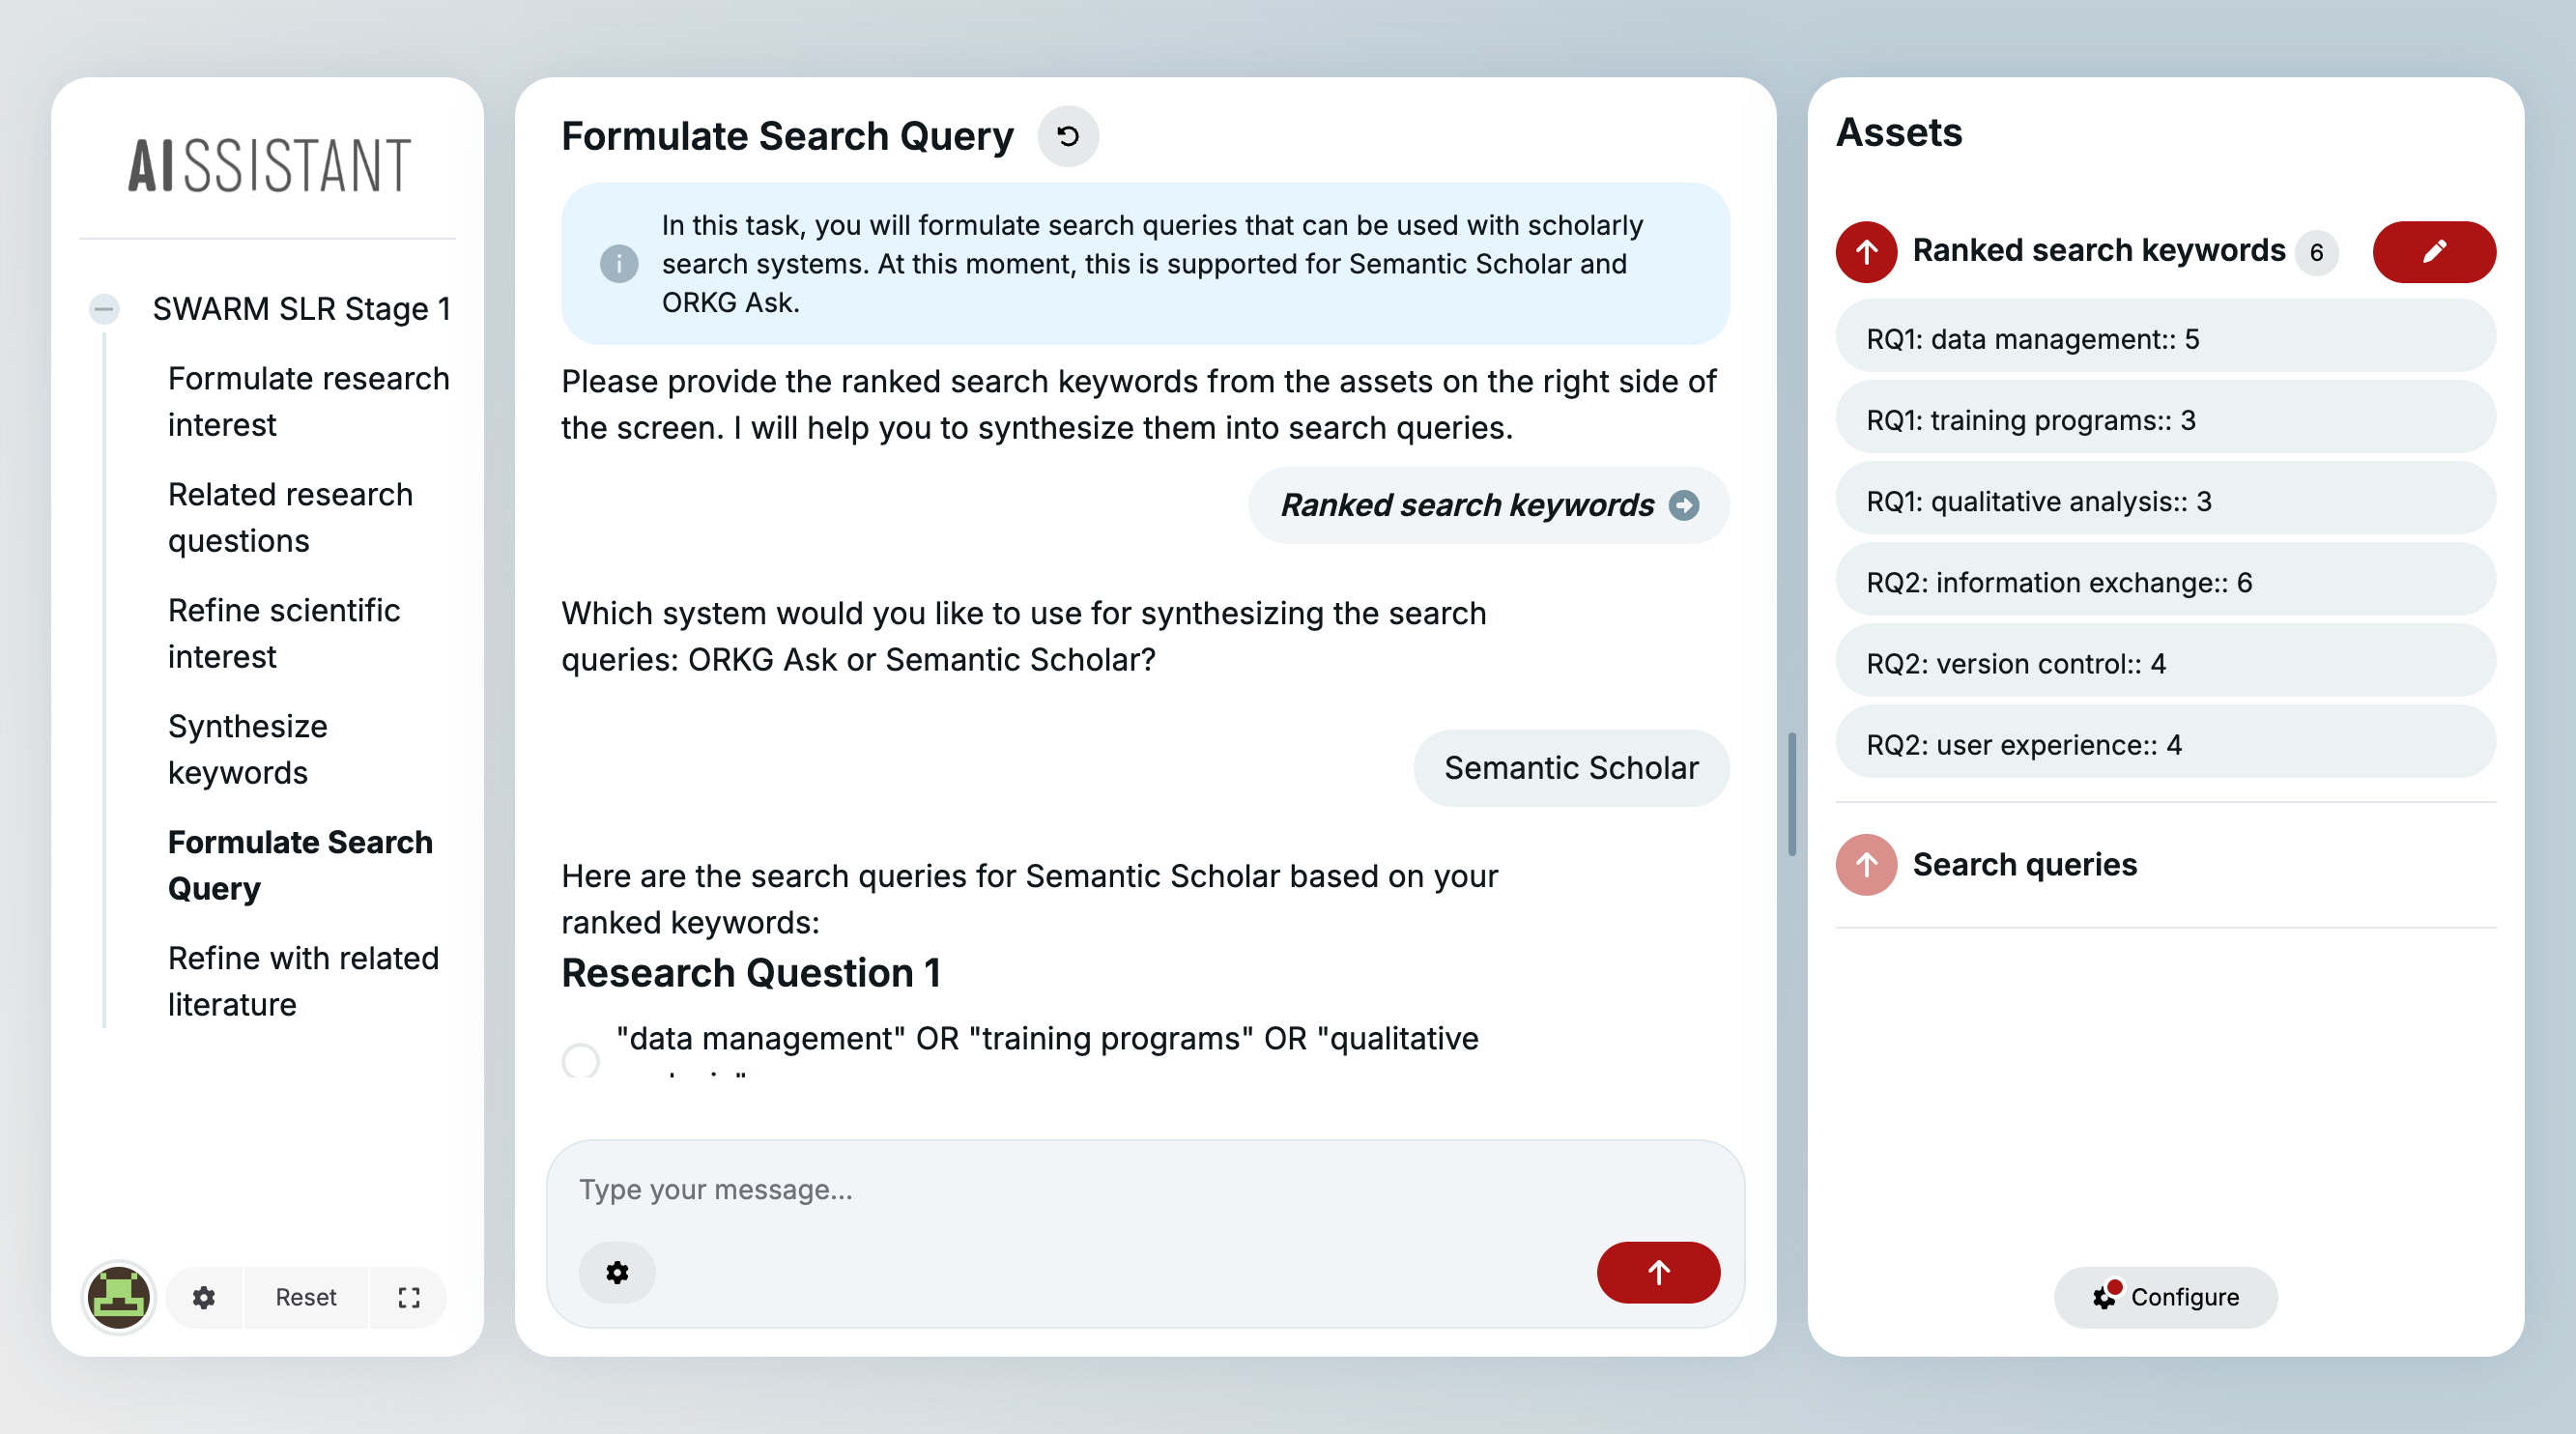 AISSISTANT
SWARM SLR Stage 1
Formulate research
interest
Related research
questions
Refine scientific
interest
Synthesize
keywords
Formulate Search
Query
Refine with related
literature
Reset
Formulate Search Query
In this task, you will formulate search queries that can be used with scholarly
search systems. At this moment, this is supported for Semantic Scholar and
ORKG Ask.
Please provide the ranked search keywords from the assets on the right side of
the screen. I will help you to synthesize them into search queries.
Ranked search keywords
Which system would you like to use for synthesizing the search
queries: ORKG Ask or Semantic Scholar?
Semantic Scholar
Here are the search queries for Semantic Scholar based on your
ranked keywords:
Research Question 1
"data management" OR "training programs" OR "qualitative
Type your message...
Assets
Ranked search keywords 6
RQ1: data management:: 5
RQ1: training programs:: 3
RQ1: qualitative analysis:: 3
RQ2: information exchange:: 6
RQ2: version control:: 4
RQ2: user experience:: 4
Search queries
Configure